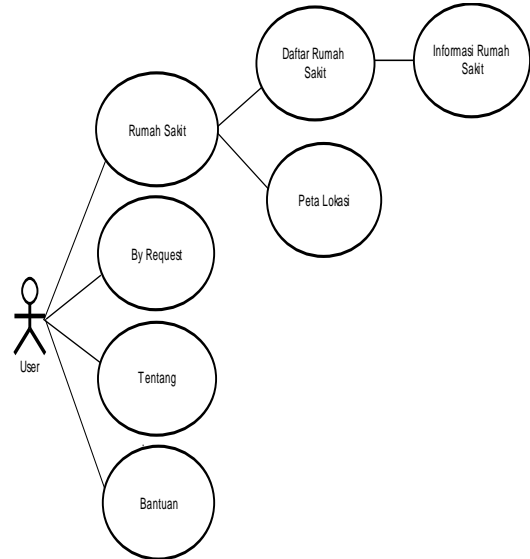 Daftar Rumah
Sakit
Informasi Rumah
Sakit
Rumah Sakit
Peta Lokasi
By Request
User
Tentang
Bantuan